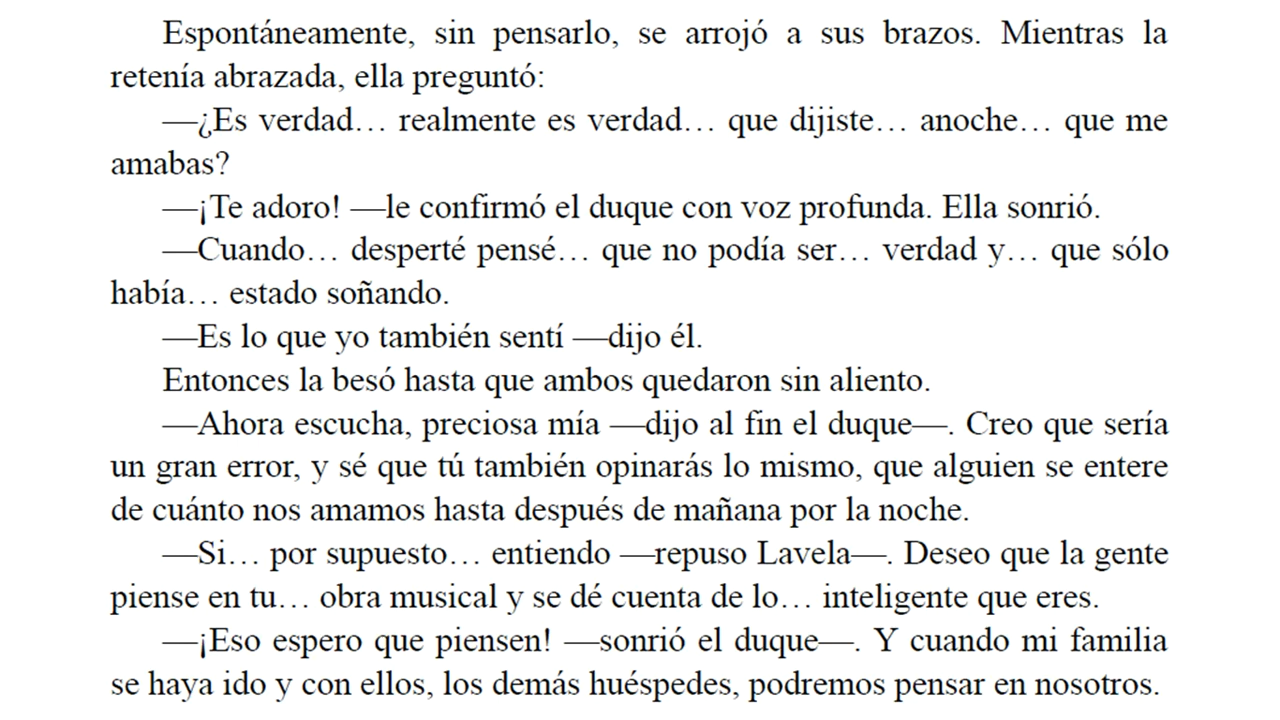 Espontáneamente, sin pensarlo, se arrojó a sus brazos. Mientras la
retenía abrazada, ella preguntó:
—¿Es verdad… realmente es verdad… que dijiste… anoche… que me
amabas?
—¡Te adoro! —le confirmó el duque con voz profunda. Ella sonrió.
—Cuando… desperté pensé… que no podía ser… verdad y… que sólo
había… estado soñando.
—Es lo que yo también sentí —dijo él.
Entonces la besó hasta que ambos quedaron sin aliento.
—Ahora escucha, preciosa mía —dijo al fin el duque—. Creo que sería
un gran error, y sé que tú también opinarás lo mismo, que alguien se entere
de cuánto nos amamos hasta después de mañana por la noche.
—Si… por supuesto… entiendo —repuso Lavela—. Deseo que la gente
piense en tu… obra musical y se dé cuenta de lo… inteligente que eres.
—¡Eso espero que piensen! —sonrió el duque—. Y cuando mi familia
se haya ido y con ellos, los demás huéspedes, podremos pensar en nosotros.